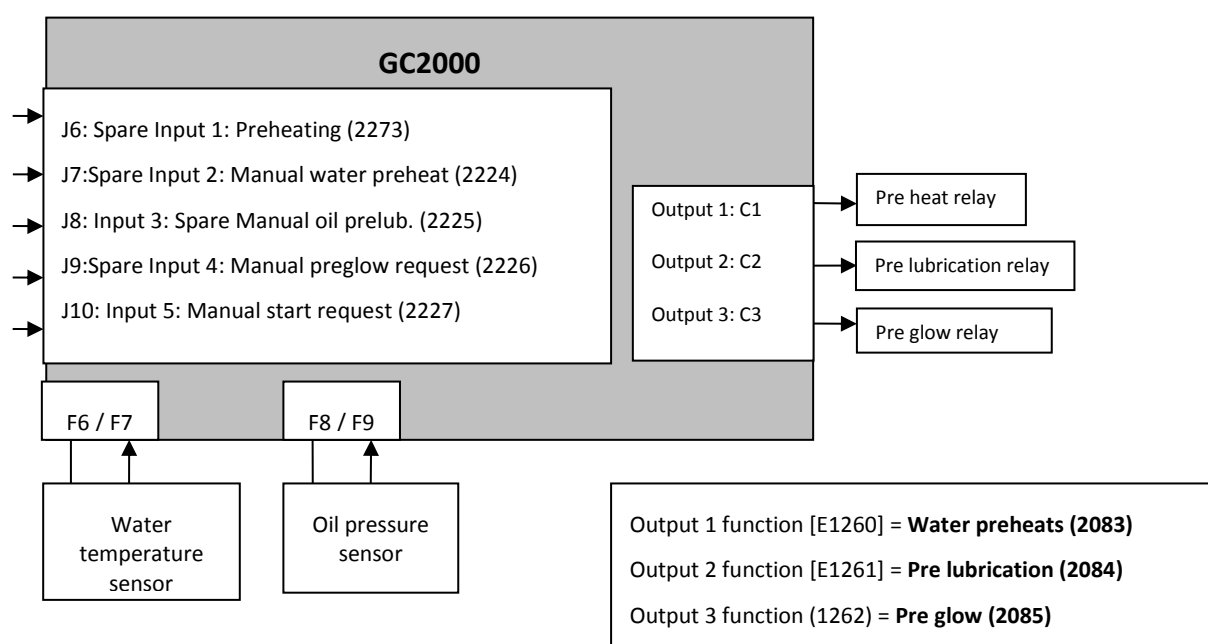 GC2000
J6: Spare Input 1: Preheating (2273)
J7:Spare Input 2: Manual water preheat (2224)
J8: Input 3: Spare Manual oil prelub. (2225)
J9:Spare Input 4: Manual preglow request (2226)
J10: Input 5: Manual start request (2227)
Output 1: C1
Output 2: C2
Output 3: C3
Pre heat relay
Pre lubrication relay
Pre glow relay
F6 / F7
F8 / F9
Water
temperature
sensor
Oil pressure
sensor
Output 1 function [E1260] = Water preheats (2083)
Output 2 function [E1261] = Pre lubrication (2084)
Output 3 function (1262) = Pre glow (2085)